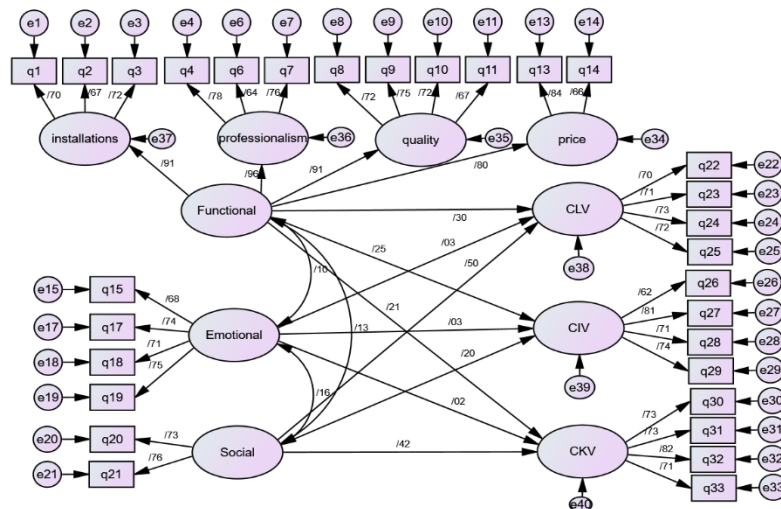 e1 e2 e3 e4 e6 e7 e8 e9 e10 e11 e13 e14
q1 q2 q3 q4 q6 q7 q8 q9 q10 q11 q13 q14
/70 /67 /72 /78 /64 /76 /72 /75 /72 /67 /84 /66
installations e37 professionalism e36 quality e35 price e34
/91 /96 /91 /80
Functional
/30
CLV
e38
/70 /71 /73 /72
q22 e22
q23 e23
q24 e24
q25 e25
/03
/50
/25
/10
/21
/13
e15 q15 /68
e17 q17 /74
e18 q18 /71
e19 q19 /75
Emotional
/03
CIV
e39
/62 /81 /71 /74
q26 e26
q27 e27
q28 e28
q29 e29
/20
/16
/02
e20 q20 /73
e21 q21 /76
Social
/42
CKV
e40
/73 /73 /82 /71
q30 e30
q31 e31
q32 e32
q33 e33